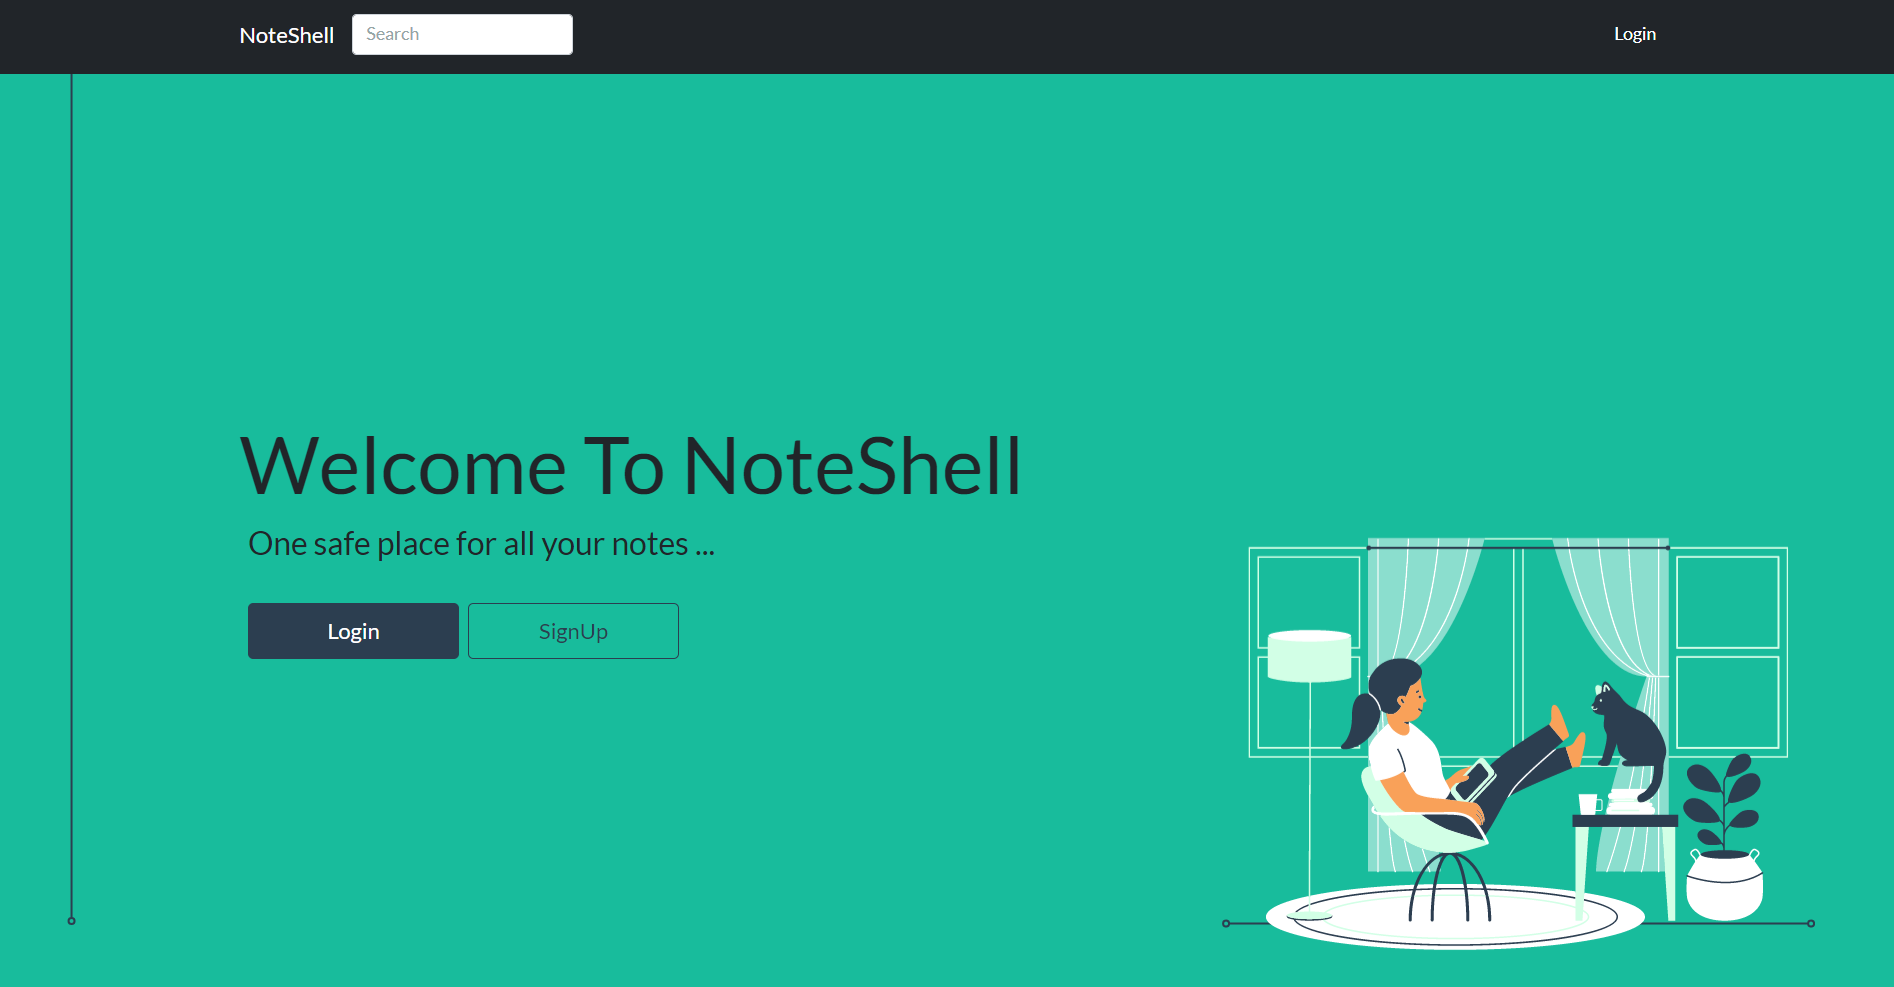 NoteShell Search Login
Welcome To NoteShell
One safe place for all your notes ...
Login SignUp